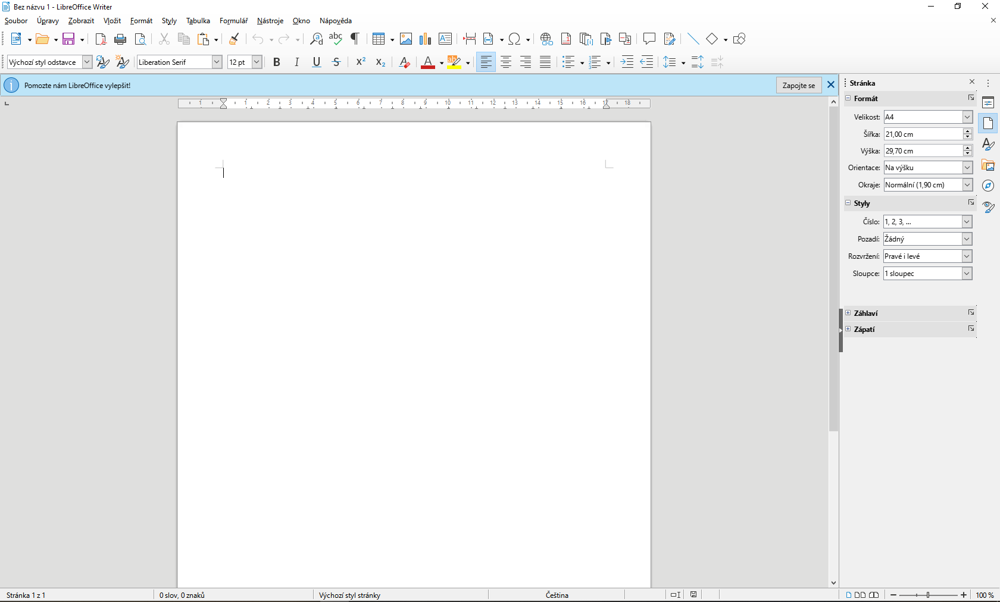 Bez názvu 1 - LibreOffice Writer
Soubor Úpravy Zobrazit Vložit Formát Styly Tabulka Formulář Nástroje Okno Nápověda
Výchozí styl odstavce Liberation Serif 12 pt
Pomozte nám LibreOffice vylepšit! Zapojte se
1 1 2 3 4 5 6 7 8 9 10 11 12 13 14 15 16 17 18
Stránka
Formát
Velikost: A4
Šířka: 21,00 cm
Výška: 29,70 cm
Orientace: Na výšku
Okraje: Normální (1,90 cm)
Styly
Číslo: 1, 2, 3, ...
Pozadí: Žádný
Rozvržení: Pravé i levé
Sloupce: 1 sloupec
Záhlaví
Zápatí
Stránka 1 z 1 0 slov, 0 znaků Výchozí styl stránky Čeština 100 %